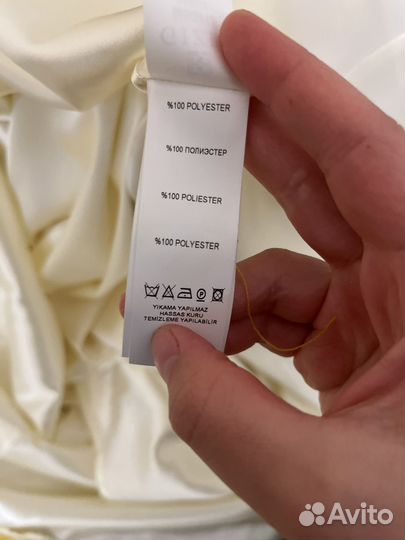 %100 POLYESTER
%100 ПОЛИЭСТЕР
%100 POLIESTER
%100 POLYESTER
YIKAMA YAPILMAZ
HASSAS KURU
TEMİZLEME YAPILABİLİR
Avito